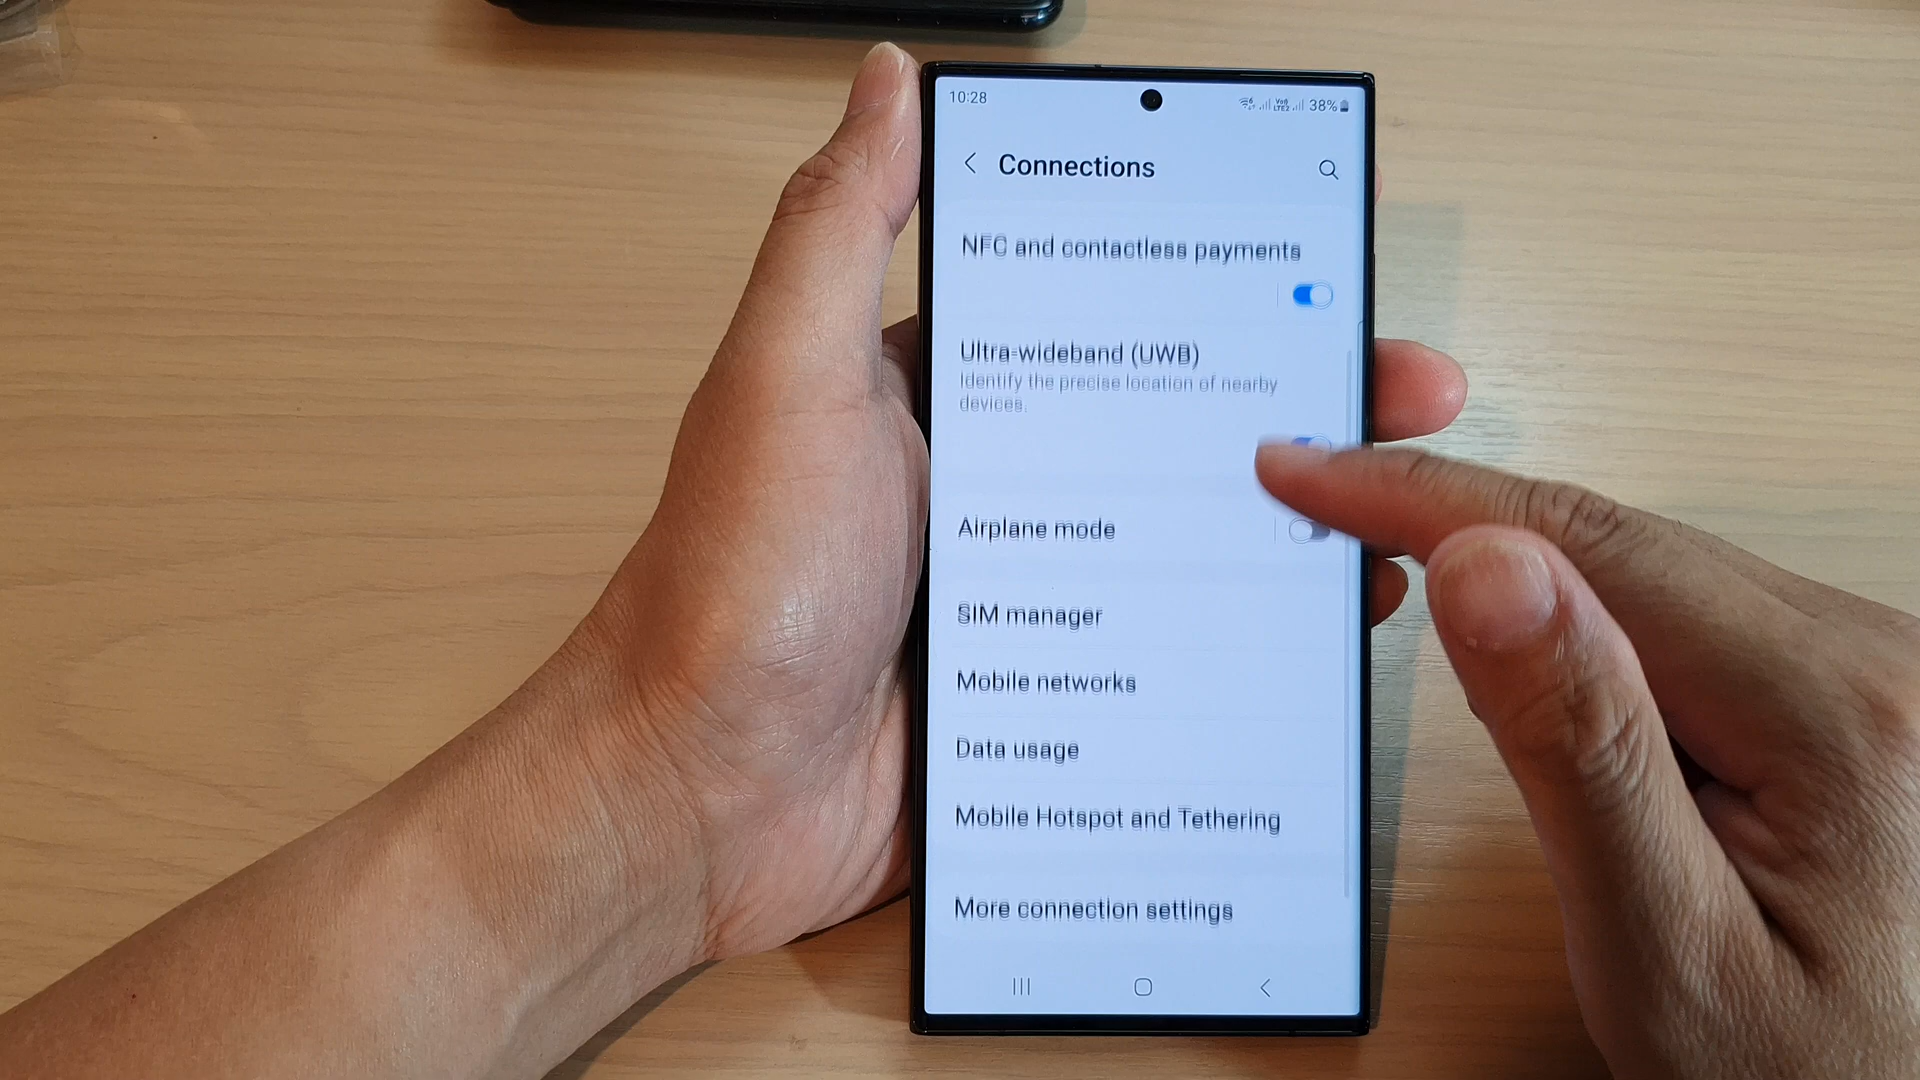 10:28
38%
Connections
NFC and contactless payments
Ultra-wideband (UWB)
Identify the precise location of nearby
devices.
Airplane mode
SIM manager
Mobile networks
Data usage
Mobile Hotspot and Tethering
More connection settings